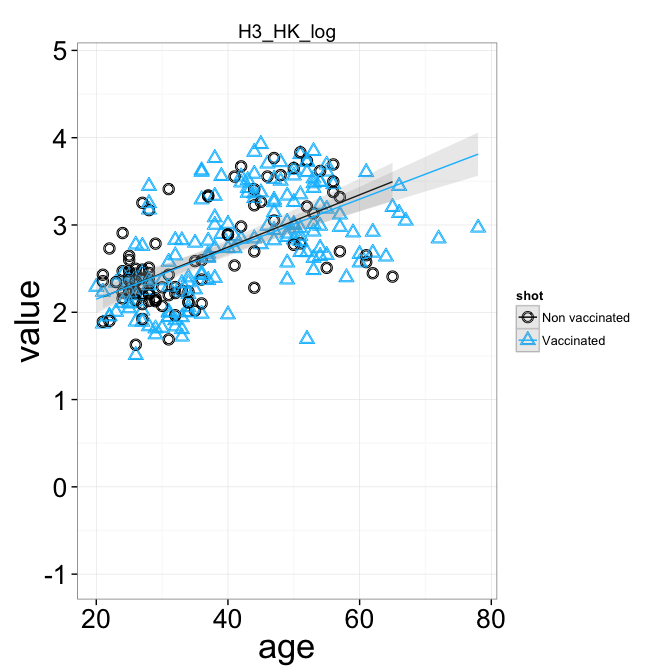 H3_HK_log
5
4
3
2
1
0
-1
value
20 40 60 80
age
shot
Non vaccinated
Vaccinated